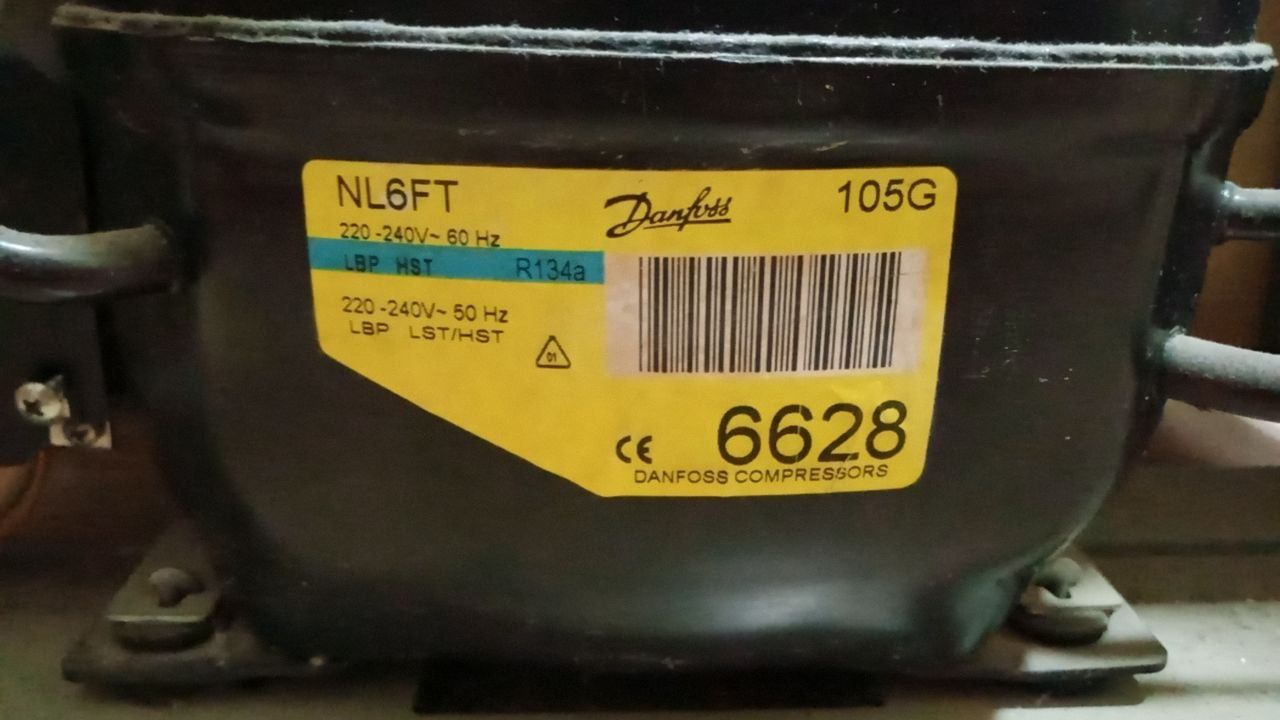 NL6FT
Danfoss
105G
220-240V~ 60 Hz
LBP HST R134a
220-240V~ 50 Hz
LBP LST/HST
01
CE
6628
DANFOSS COMPRESSORS